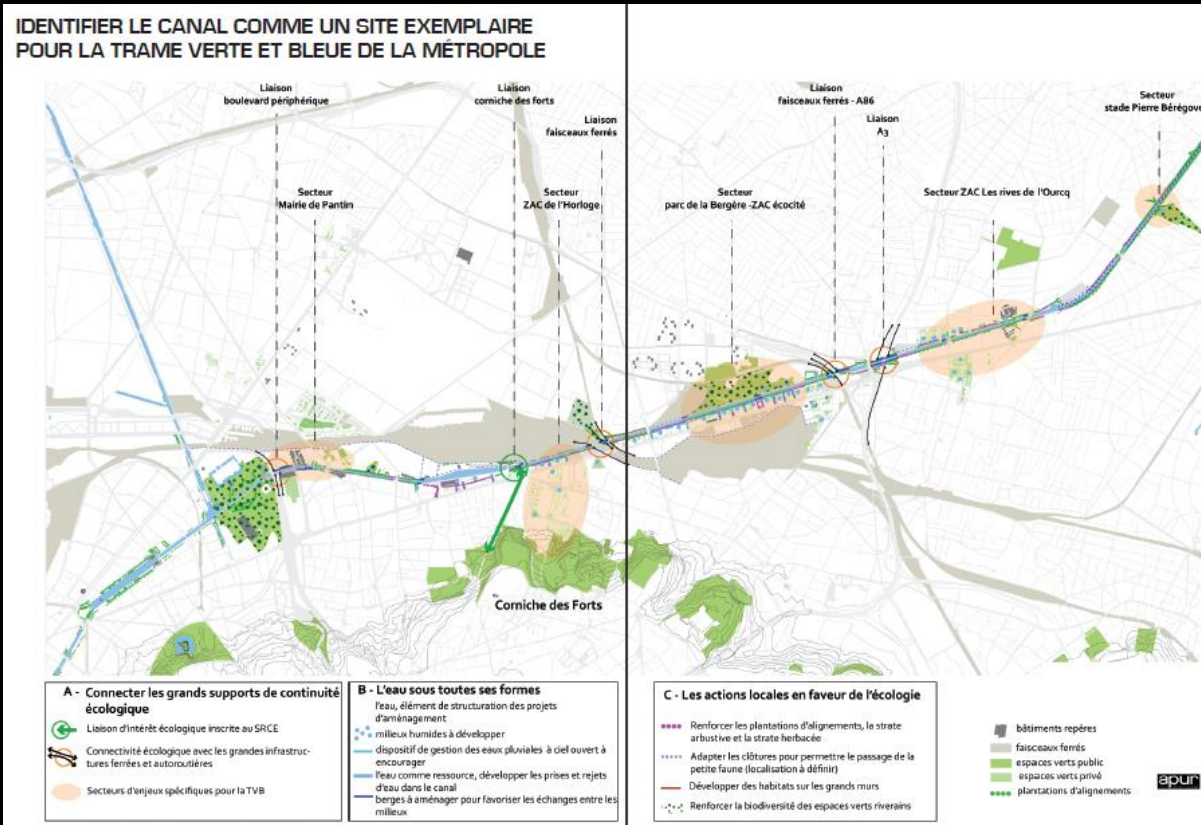 IDENTIFIER LE CANAL COMME UN SITE EXEMPLAIRE
POUR LA TRAME VERTE ET BLEUE DE LA MÉTROPOLE
Liaison
boulevard périphérique
Liaison
corniche des forts
Liaison
faisceaux ferrés
Liaison
faisceaux ferrés - A86
Liaison
A3
Secteur
stade Pierre Bérégovo
Secteur
Mairie de Pantin
Secteur
ZAC de l'Horloge
Secteur
parc de la Bergère -ZAC écocité
Secteur ZAC Les rives de l'Ourcq
Corniche des Forts
A - Connecter les grands supports de continuité
écologique
Liaison d'intérêt écologique inscrite au SRCE
Connectivité écologique avec les grandes infrastruc-
tures ferrées et autoroutières
Secteurs d'enjeux spécifiques pour la TVB
B - L'eau sous toutes ses formes
l'eau, élément de structuration des projets
d'aménagement
milieux humides à développer
dispositif de gestion des eaux pluviales à ciel ouvert à
encourager
l'eau comme ressource, développer les prises et rejets
d'eau dans le canal
berges à aménager pour favoriser les échanges entre les
milieux
C - Les actions locales en faveur de l'écologie
Renforcer les plantations d'alignements, la strate
arbustive et la strate herbacée
Adapter les clôtures pour permettre le passage de la
petite faune (localisation à définir)
Développer des habitats sur les grands murs
Renforcer la biodiversité des espaces verts riverains
bâtiments repéres
faisceaux ferrés
espaces verts public
espaces verts privé
plantations d'alignements
apur